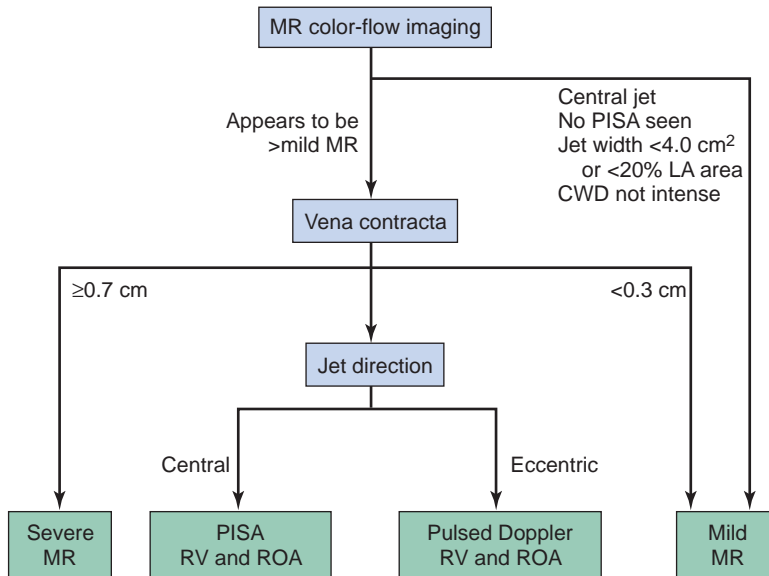 MR color-flow imaging
Appears to be
>mild MR
Central jet
No PISA seen
Jet width <4.0 cm²
or <20% LA area
CWD not intense
Vena contracta
≥0.7 cm
<0.3 cm
Jet direction
Central
Eccentric
Severe
MR
PISA
RV and ROA
Pulsed Doppler
RV and ROA
Mild
MR